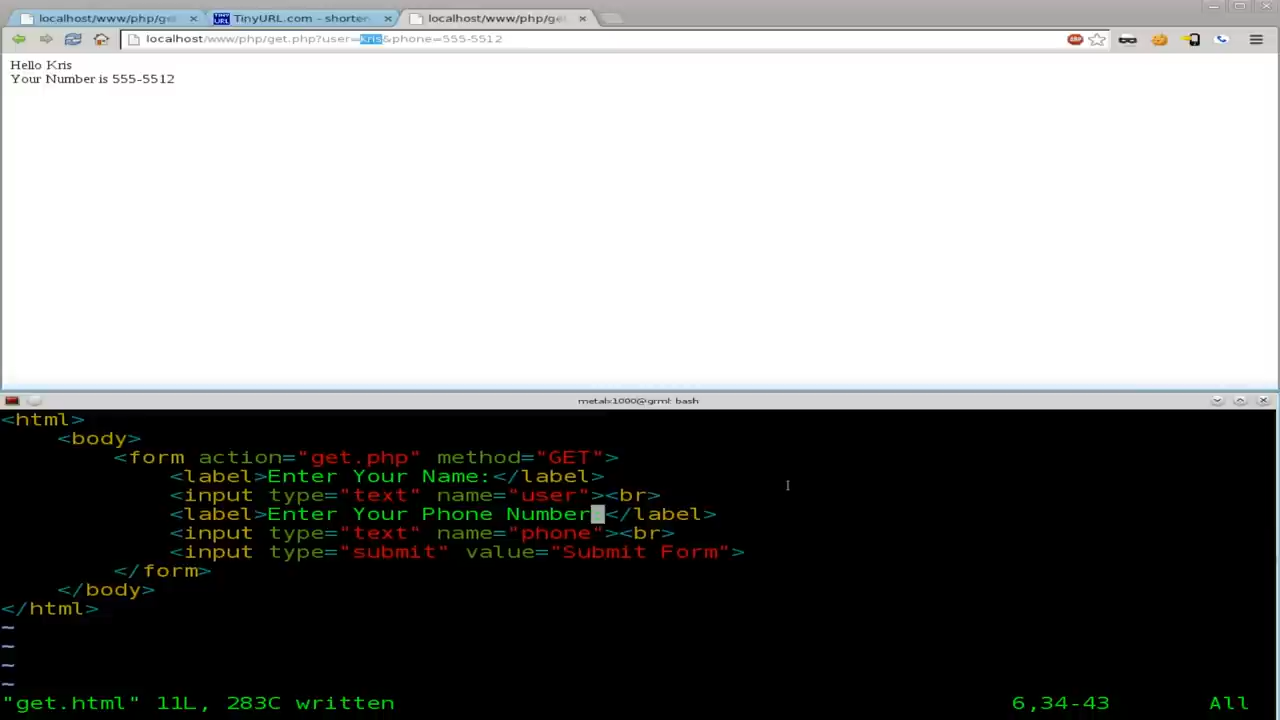 localhost/www/php/ge
TinyURL.com - shorten
localhost/www/php/ge
localhost/www/php/get.php?user=Kris&phone=555-5512
ABP
Hello Kris
Your Number is 555-5512
metalx1000@grml: bash
<html>
<body>
<form action="get.php" method="GET">
<label>Enter Your Name:</label>
<input type="text" name="user"><br>
<label>Enter Your Phone Number </label>
<input type="text" name="phone"><br>
<input type="submit" value="Submit Form">
</form>
</body>
</html>
~
~
~
~
"get.html" 11L, 283C written 6,34-43 All